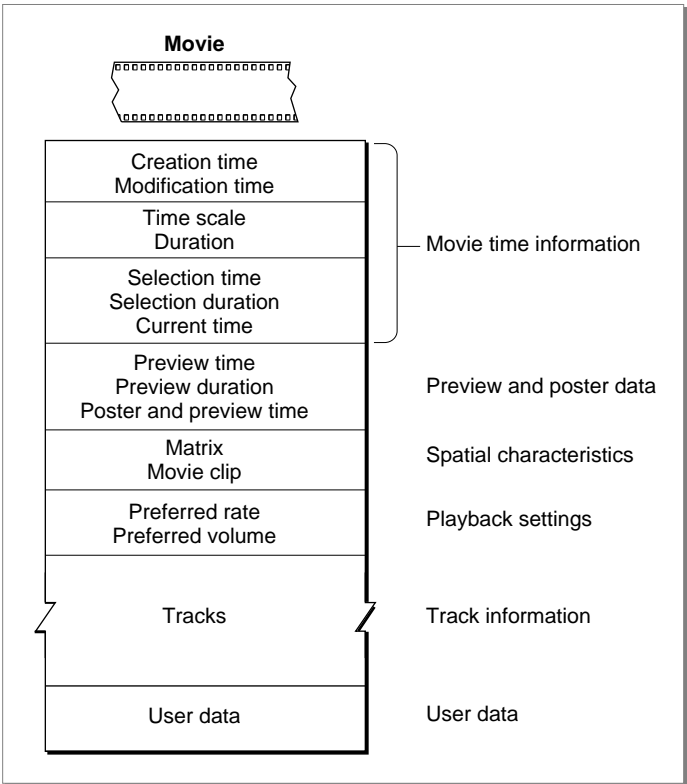 Movie
Creation time
Modification time
Time scale
Duration
Movie time information
Selection time
Selection duration
Current time
Preview time
Preview duration
Poster and preview time
Preview and poster data
Matrix
Movie clip
Spatial characteristics
Preferred rate
Preferred volume
Playback settings
Tracks
Track information
User data
User data